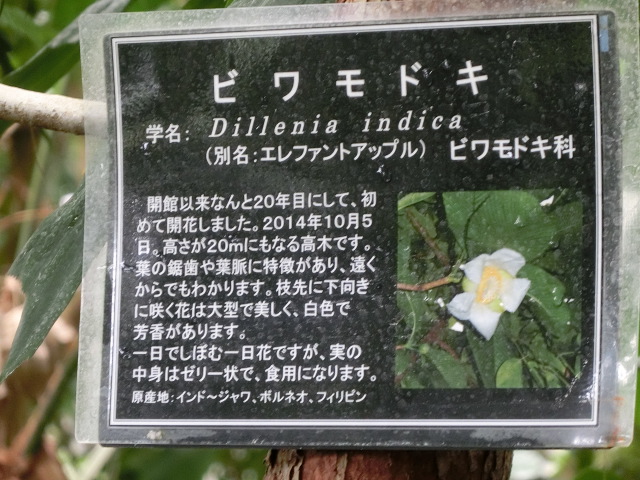 ビワモドキ
学名: Dillenia indica
（別名:エレファントアップル） ビワモドキ科
開館以来なんと20年目にして、初
めて開花しました。2014年10月5
日。高さが20mにもなる高木です。
葉の鋸歯や葉脈に特徴があり、遠く
からでもわかります。枝先に下向き
に咲く花は大型で美しく、白色で
芳香があります。
一日でしぼむ一日花ですが、実の
中身はゼリー状で、食用になります。
原産地:インド～ジャワ、ボルネオ、フィリピン